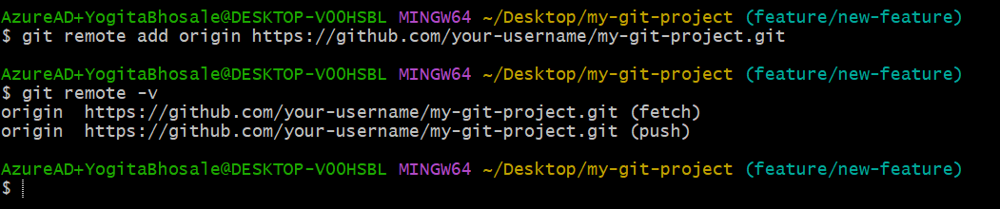 AzureAD+YogitaBhosale@DESKTOP-V00HSBL MINGW64 ~/Desktop/my-git-project (feature/new-feature)
$ git remote add origin https://github.com/your-username/my-git-project.git
AzureAD+YogitaBhosale@DESKTOP-V00HSBL MINGW64 ~/Desktop/my-git-project (feature/new-feature)
$ git remote -v
origin  https://github.com/your-username/my-git-project.git (fetch)
origin  https://github.com/your-username/my-git-project.git (push)
AzureAD+YogitaBhosale@DESKTOP-V00HSBL MINGW64 ~/Desktop/my-git-project (feature/new-feature)
$